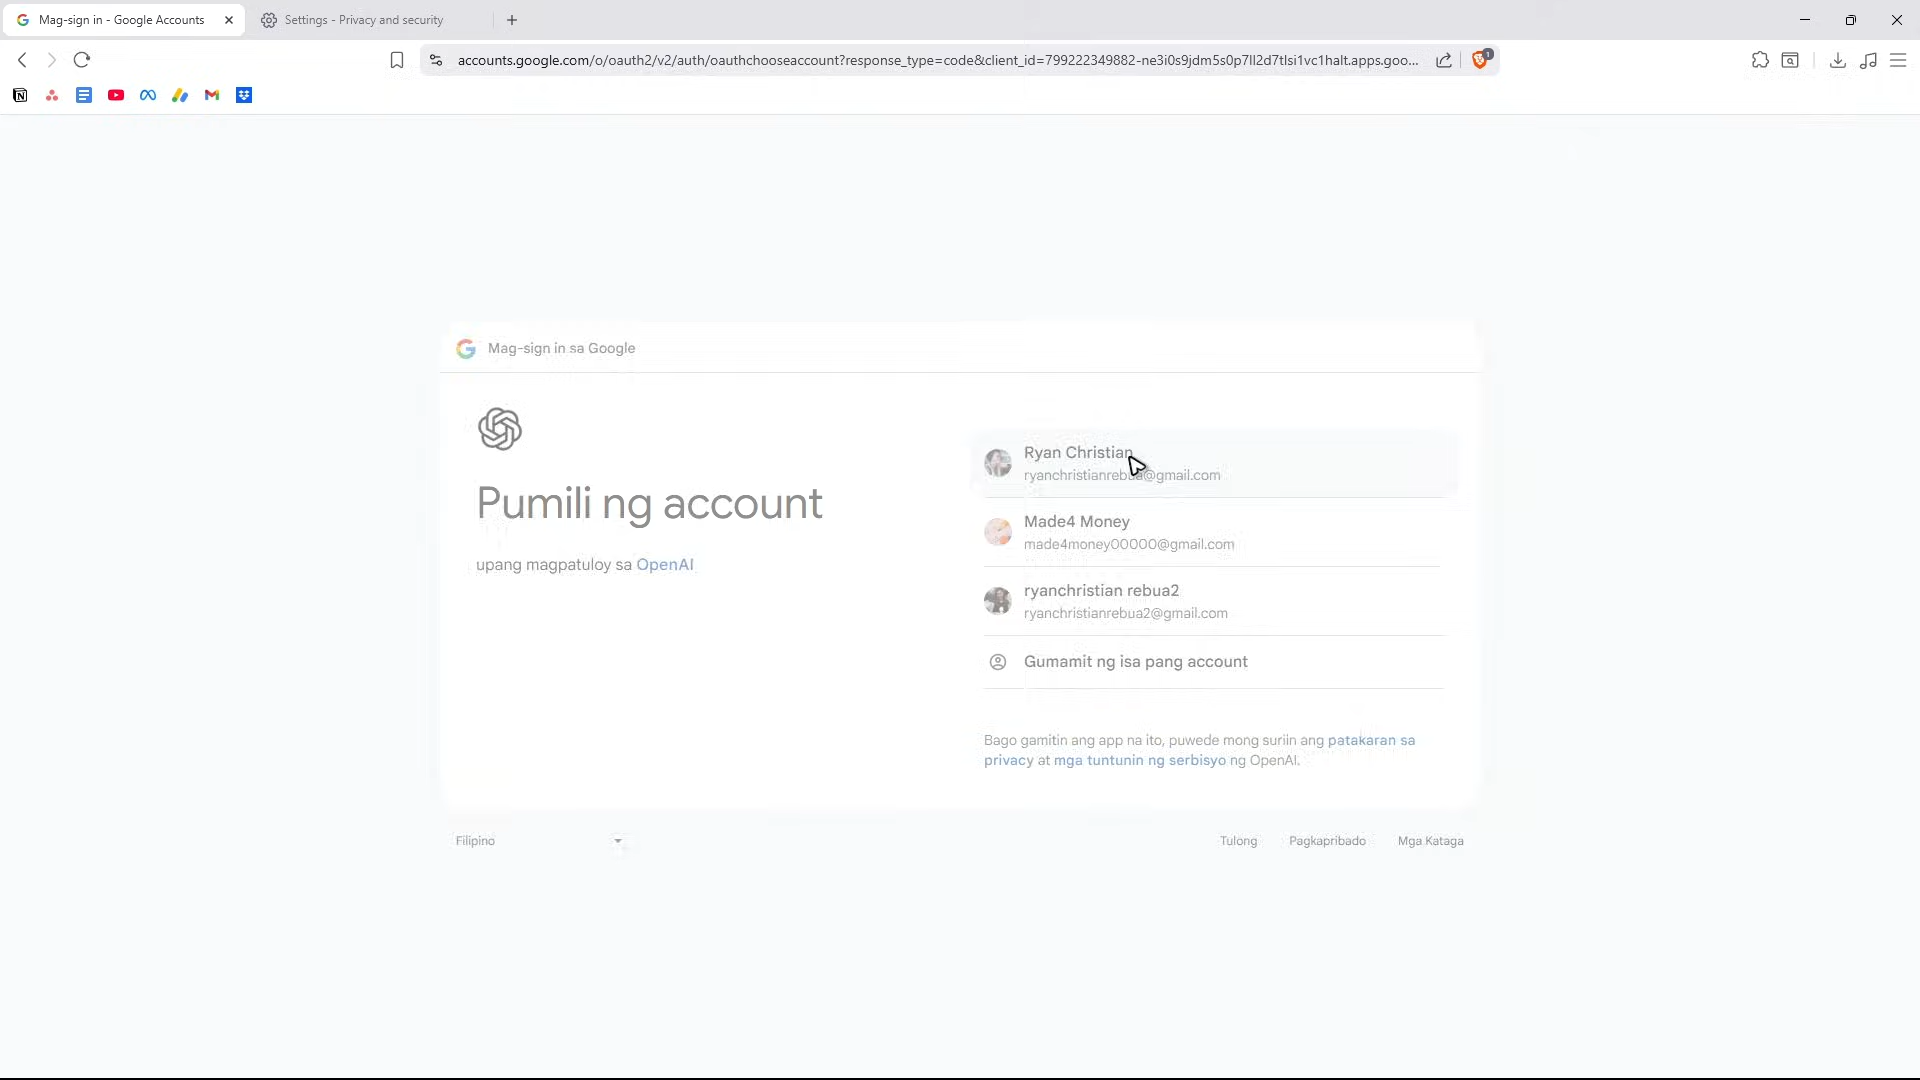 Mag-sign in - Google Accounts
Settings - Privacy and security
accounts.google.com/o/oauth2/v2/auth/oauthchooseaccount?response_type=code&client_id=799222349882-ne3i0s9jdm5s0p7ll2d7tlsi1vc1halt.apps.goo...
1
Mag-sign in sa Google
Pumili ng account
upang magpatuloy sa OpenAI
Ryan Christian
ryanchristianrebua@gmail.com
Made4 Money
made4money00000@gmail.com
ryanchristian rebua2
ryanchristianrebua2@gmail.com
Gumamit ng isa pang account
Bago gamitin ang app na ito, puwede mong suriin ang patakaran sa
privacy at mga tuntunin ng serbisyo ng OpenAI.
Filipino
Tulong
Pagkapribado
Mga Kataga